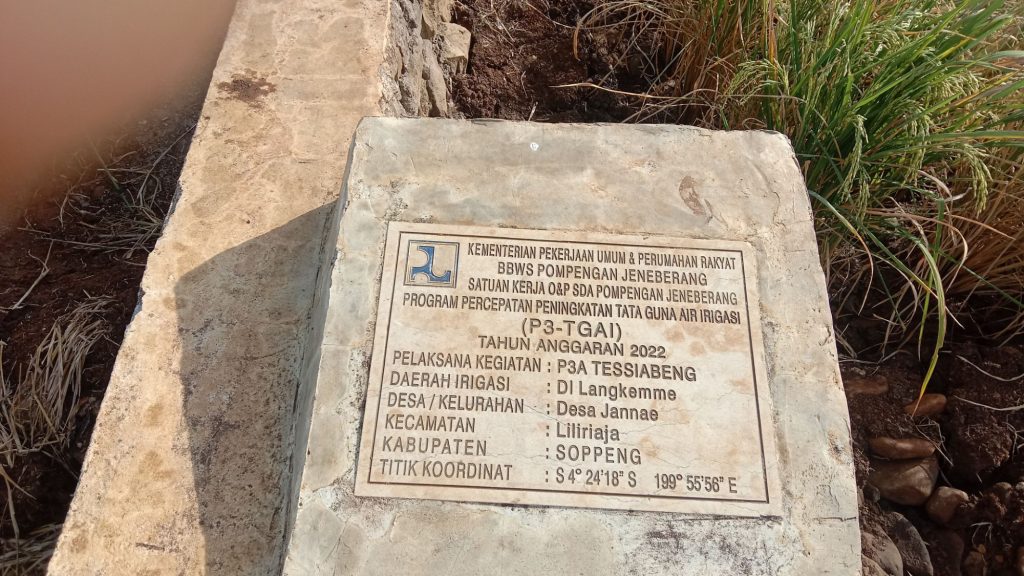 KEMENTERIAN PEKERJAAN UMUM & PERUMAHAN RAKYAT
BBWS POMPENGAN JENEBERANG
SATUAN KERJA O&P SDA POMPENGAN JENEBERANG
PROGRAM PERCEPATAN PENINGKATAN TATA GUNA AIR IRIGASI
(P3-TGAI)
TAHUN ANGGARAN 2022
PELAKSANA KEGIATAN : P3A TESSIABENG
DAERAH IRIGASI : DI Langkemme
DESA / KELURAHAN : Desa Jannae
KECAMATAN : Liliriaja
KABUPATEN : SOPPENG
TITIK KOORDINAT : S 4° 24'18" S 199° 55'56" E